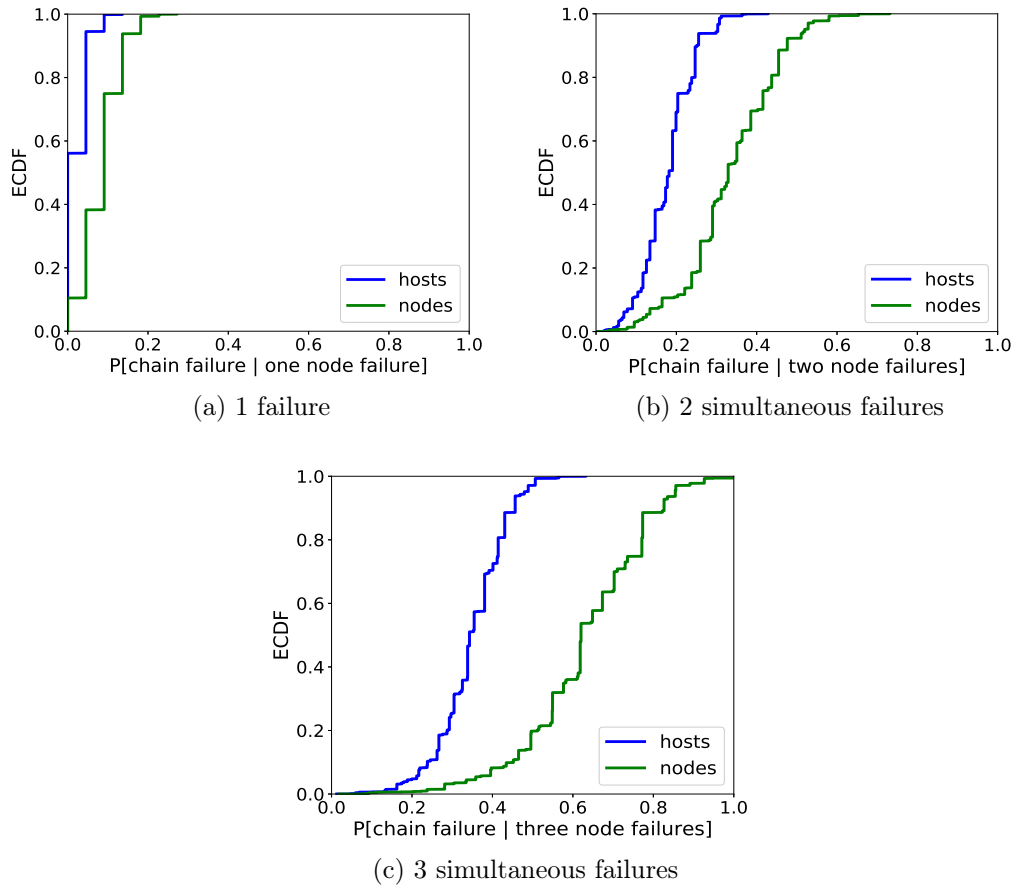 1.0
0.8
0.6
0.4
0.2
0.0
ECDF
0.0 0.2 0.4 0.6 0.8 1.0
P[chain failure | one node failure]
hosts
nodes
(a) 1 failure
1.0
0.8
0.6
0.4
0.2
0.0
ECDF
0.0 0.2 0.4 0.6 0.8 1.0
P[chain failure | two node failures]
hosts
nodes
(b) 2 simultaneous failures
1.0
0.8
0.6
0.4
0.2
0.0
ECDF
0.0 0.2 0.4 0.6 0.8 1.0
P[chain failure | three node failures]
hosts
nodes
(c) 3 simultaneous failures